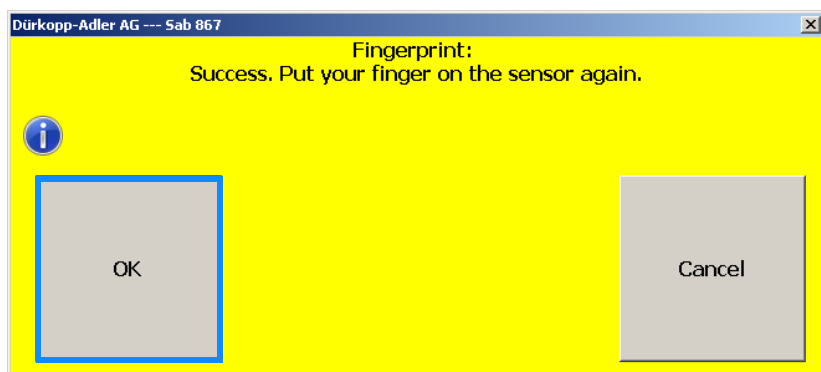 Dürkopp-Adler AG --- Sab 867
Fingerprint:
Success. Put your finger on the sensor again.
OK
Cancel